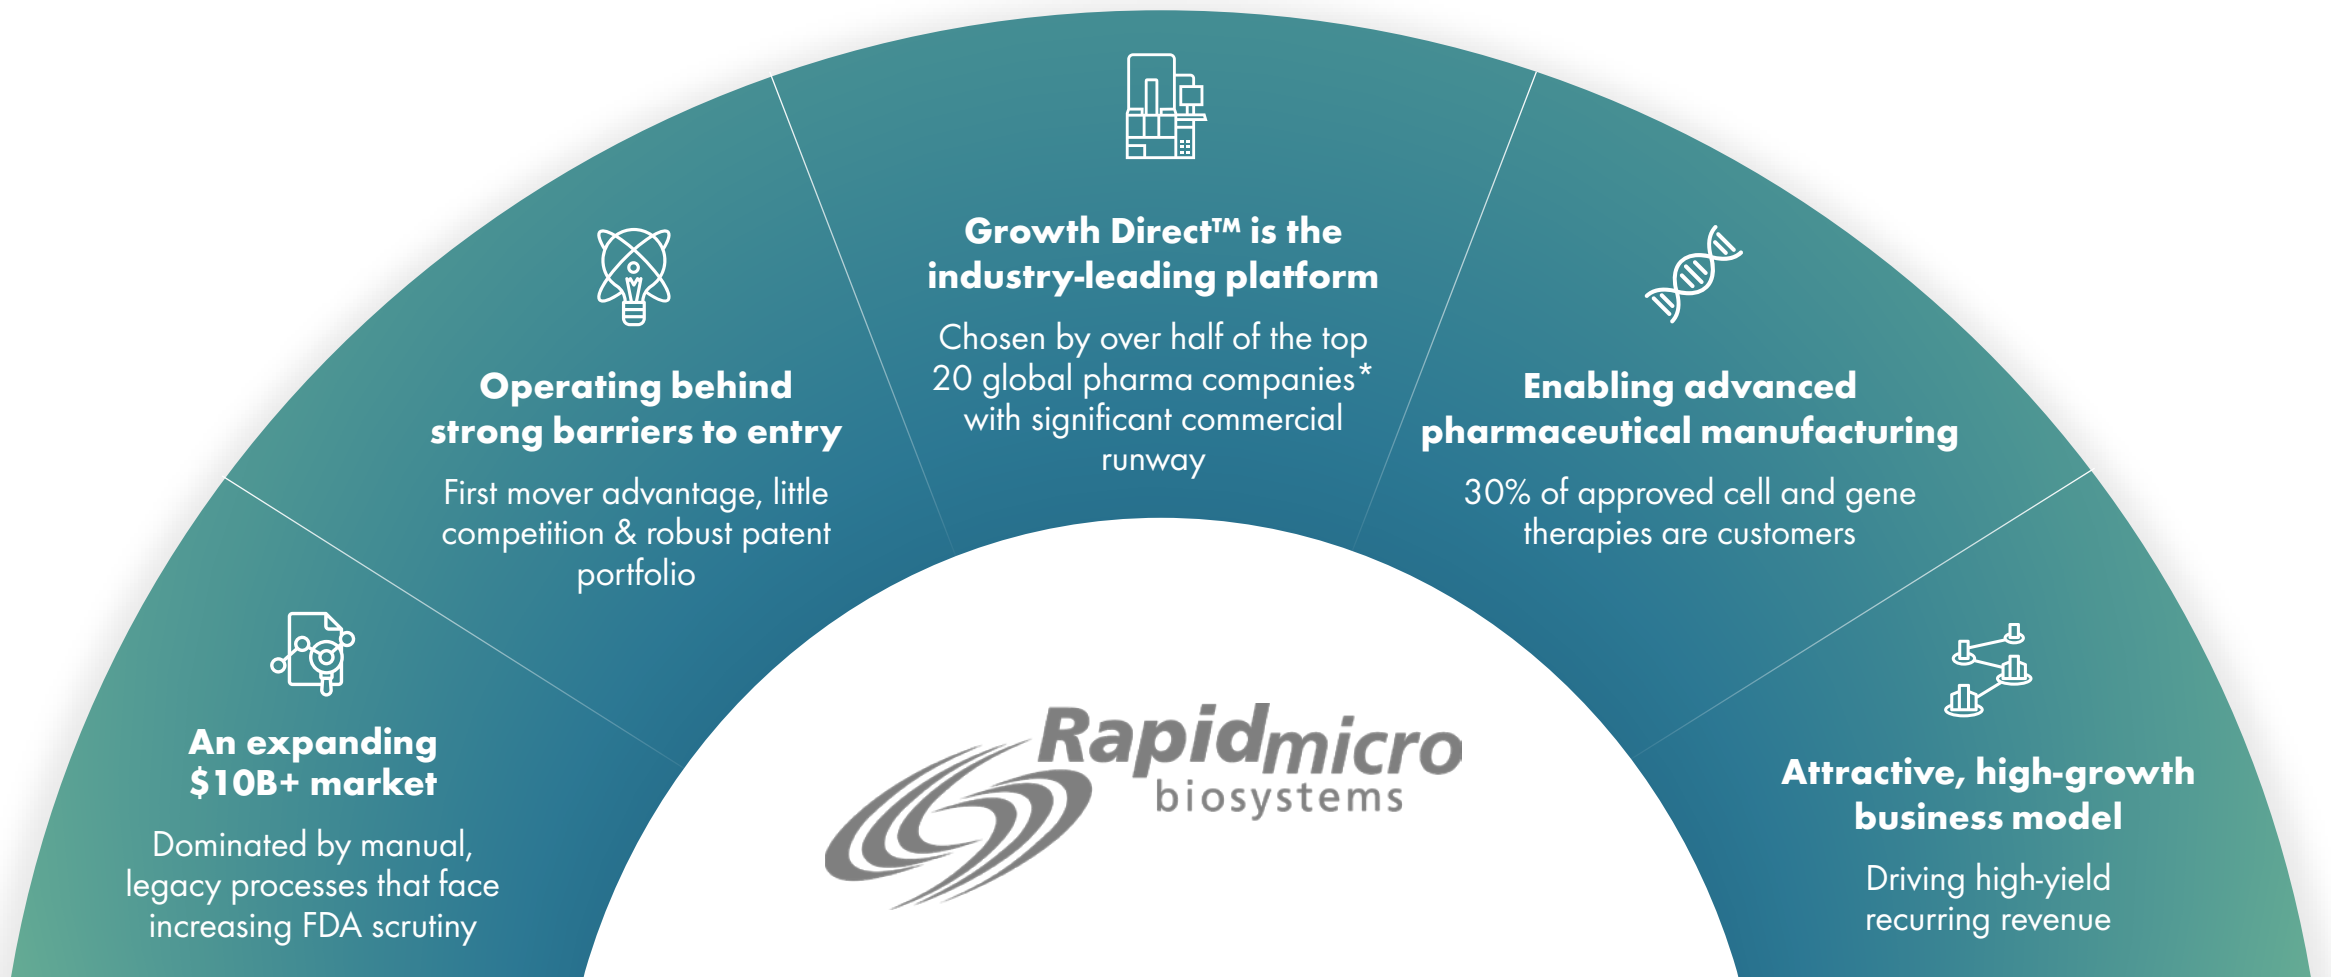 An expanding
$10B+ market
Dominated by manual,
legacy processes that face
increasing FDA scrutiny
Operating behind
strong barriers to entry
First mover advantage, little
competition & robust patent
portfolio
Growth Direct™ is the
industry-leading platform
Chosen by over half of the top
20 global pharma companies*
with significant commercial
runway
Enabling advanced
pharmaceutical manufacturing
30% of approved cell and gene
therapies are customers
Attractive, high-growth
business model
Driving high-yield
recurring revenue
Rapidmicro
biosystems